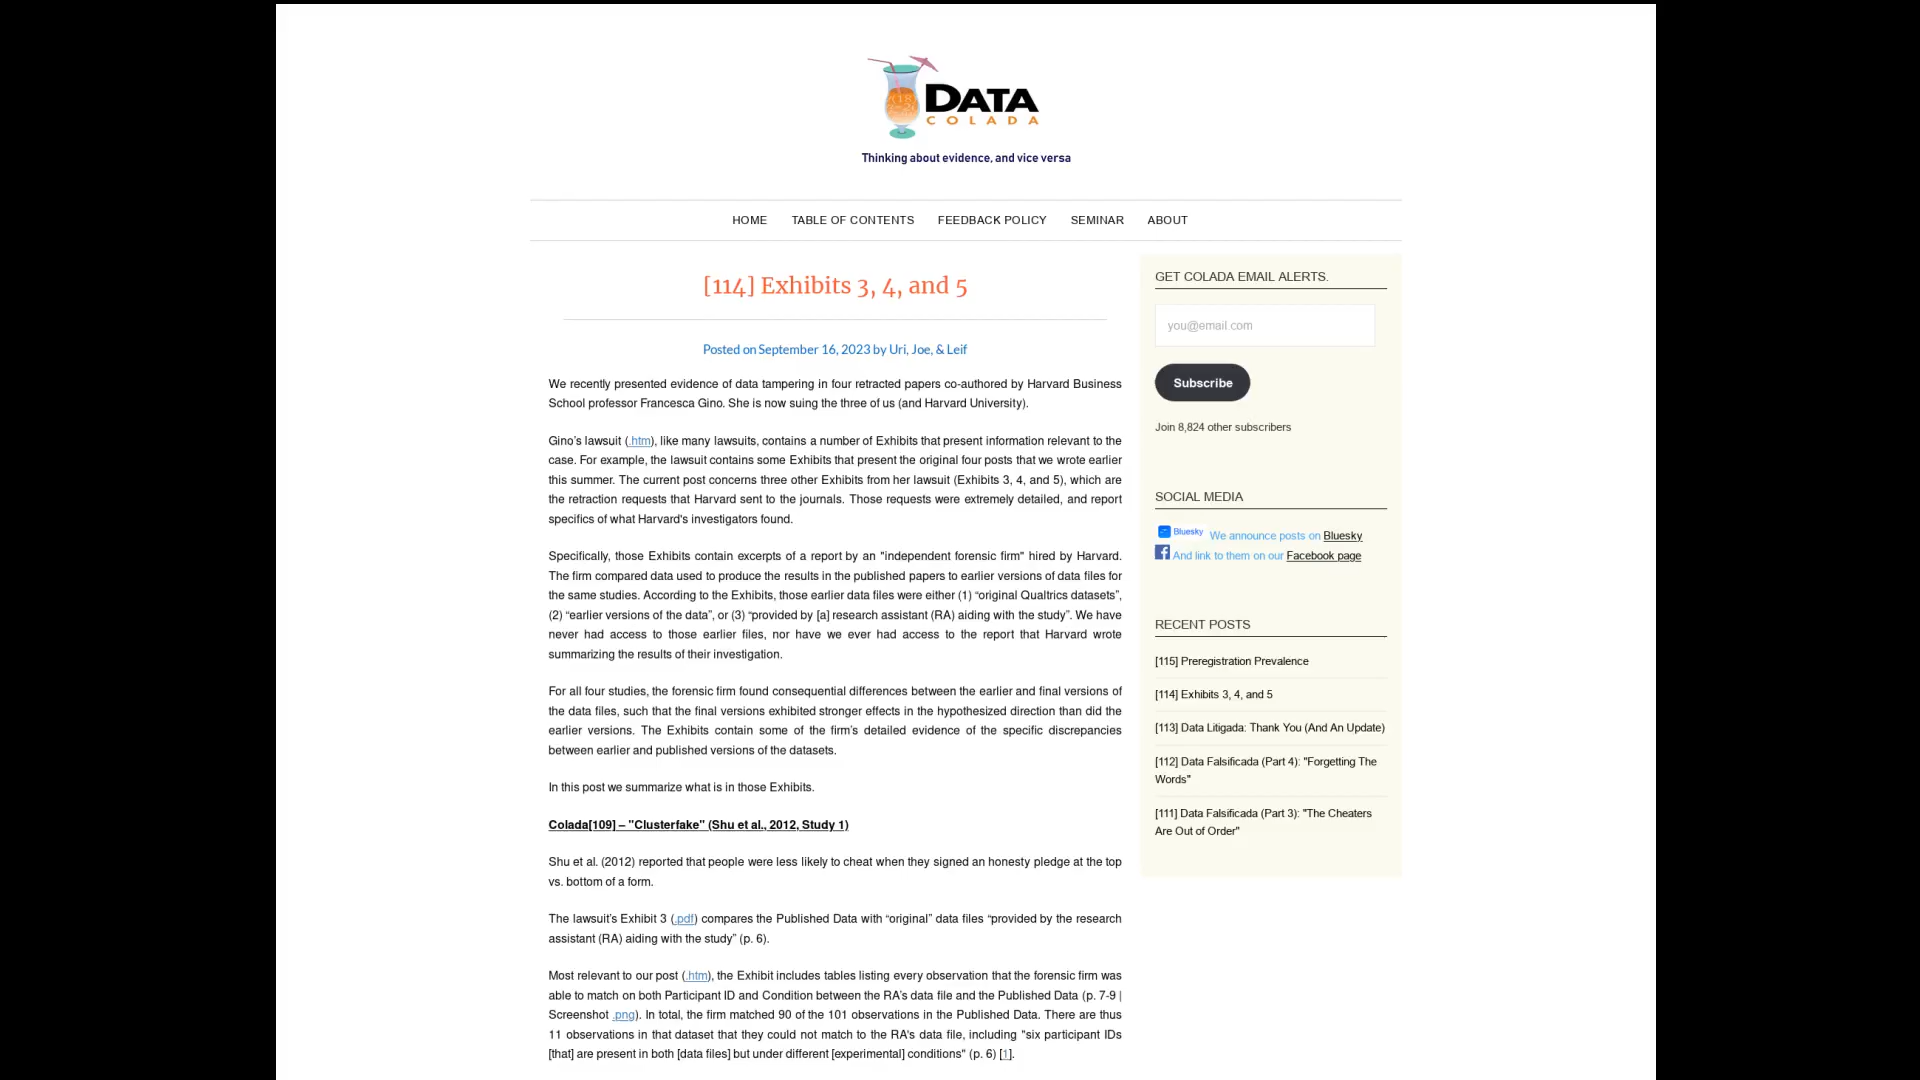 DATA
COLADA
Thinking about evidence, and vice versa
HOME TABLE OF CONTENTS FEEDBACK POLICY SEMINAR ABOUT
[114] Exhibits 3, 4, and 5
Posted on September 16, 2023 by Uri, Joe, & Leif
We recently presented evidence of data tampering in four retracted papers co-authored by Harvard Business
School professor Francesca Gino. She is now suing the three of us (and Harvard University).
Gino’s lawsuit (.htm), like many lawsuits, contains a number of Exhibits that present information relevant to the
case. For example, the lawsuit contains some Exhibits that present the original four posts that we wrote earlier
this summer. The current post concerns three other Exhibits from her lawsuit (Exhibits 3, 4, and 5), which are
the retraction requests that Harvard sent to the journals. Those requests were extremely detailed, and report
specifics of what Harvard's investigators found.
Specifically, those Exhibits contain excerpts of a report by an "independent forensic firm" hired by Harvard.
The firm compared data used to produce the results in the published papers to earlier versions of data files for
the same studies. According to the Exhibits, those earlier data files were either (1) “original Qualtrics datasets”,
(2) “earlier versions of the data”, or (3) “provided by [a] research assistant (RA) aiding with the study”. We have
never had access to those earlier files, nor have we ever had access to the report that Harvard wrote
summarizing the results of their investigation.
For all four studies, the forensic firm found consequential differences between the earlier and final versions of
the data files, such that the final versions exhibited stronger effects in the hypothesized direction than did the
earlier versions. The Exhibits contain some of the firm’s detailed evidence of the specific discrepancies
between earlier and published versions of the datasets.
In this post we summarize what is in those Exhibits.
Colada[109] – "Clusterfake" (Shu et al., 2012, Study 1)
Shu et al. (2012) reported that people were less likely to cheat when they signed an honesty pledge at the top
vs. bottom of a form.
The lawsuit’s Exhibit 3 (.pdf) compares the Published Data with “original” data files “provided by the research
assistant (RA) aiding with the study” (p. 6).
Most relevant to our post (.htm), the Exhibit includes tables listing every observation that the forensic firm was
able to match on both Participant ID and Condition between the RA’s data file and the Published Data (p. 7-9 |
Screenshot .png). In total, the firm matched 90 of the 101 observations in the Published Data. There are thus
11 observations in that dataset that they could not match to the RA's data file, including "six participant IDs
[that] are present in both [data files] but under different [experimental] conditions" (p. 6) [1].
GET COLADA EMAIL ALERTS.
you@email.com
Subscribe
Join 8,824 other subscribers
SOCIAL MEDIA
Bluesky We announce posts on Bluesky
And link to them on our Facebook page
RECENT POSTS
[115] Preregistration Prevalence
[114] Exhibits 3, 4, and 5
[113] Data Litigada: Thank You (And An Update)
[112] Data Falsificada (Part 4): "Forgetting The
Words"
[111] Data Falsificada (Part 3): "The Cheaters
Are Out of Order"